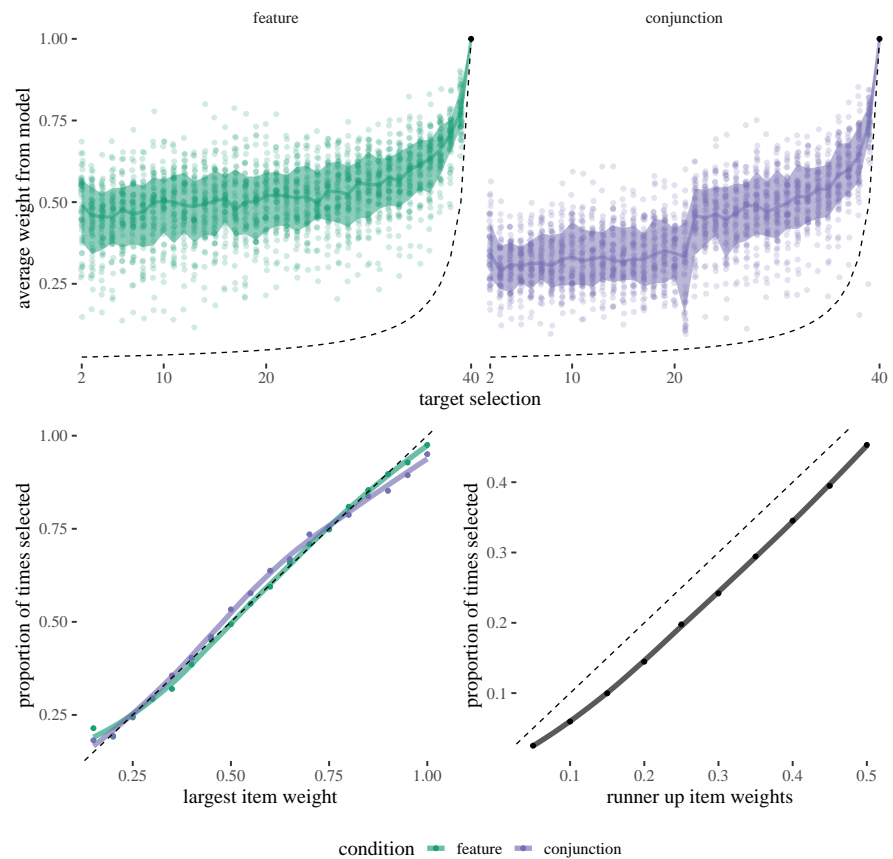 feature
conjunction
average weight from model
1.00
0.75
0.50
0.25
2 10 20 40
2 10 20 40
target selection
proportion of times selected
1.00
0.75
0.50
0.25
0.25 0.50 0.75 1.00
largest item weight
proportion of times selected
0.4
0.3
0.2
0.1
0.1 0.2 0.3 0.4 0.5
runner up item weights
condition feature conjunction